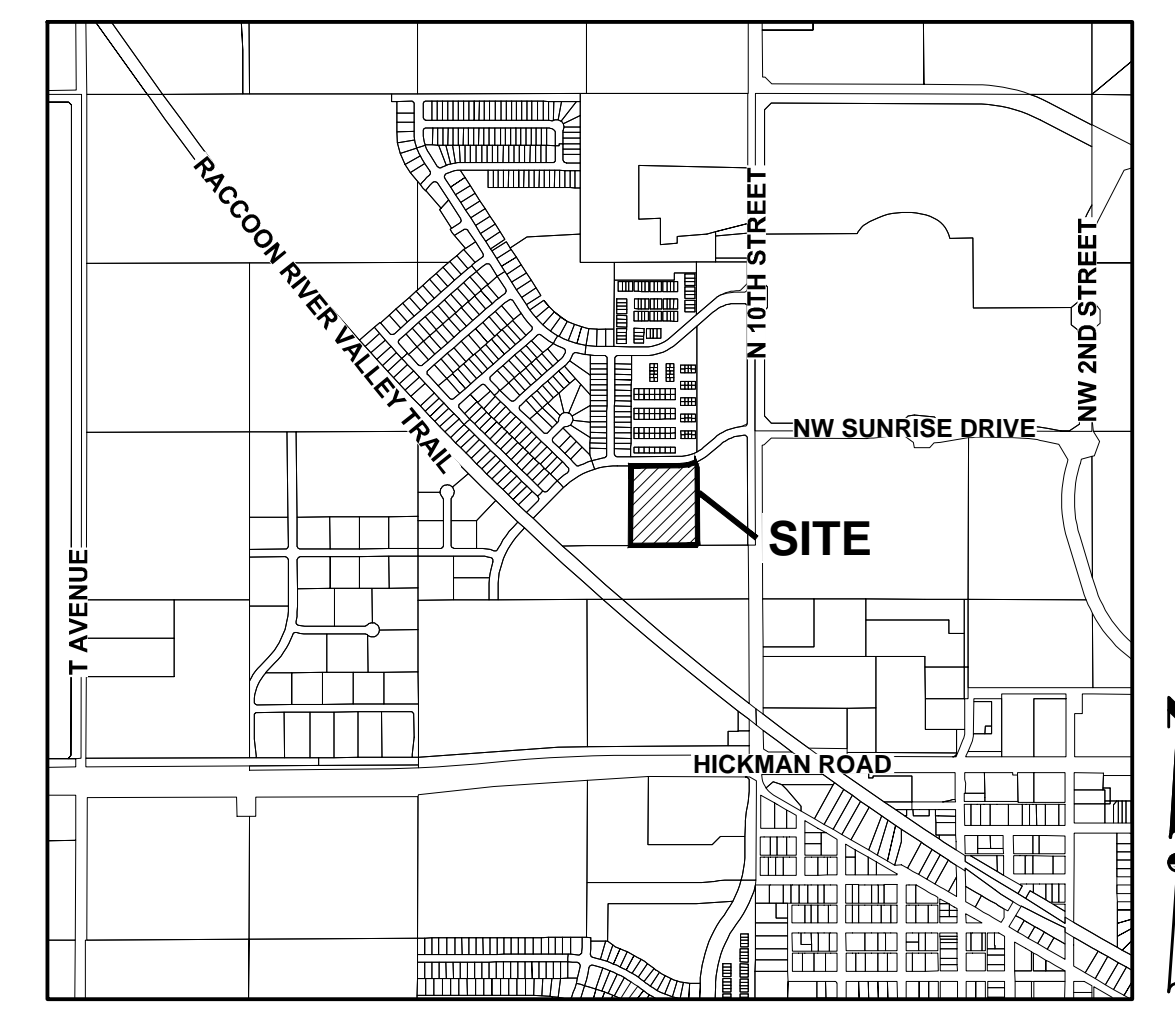 RACCOON RIVER VALLEY TRAIL
N 10TH STREET
NW 2ND STREET
NW SUNRISE DRIVE
SITE
T AVENUE
HICKMAN ROAD